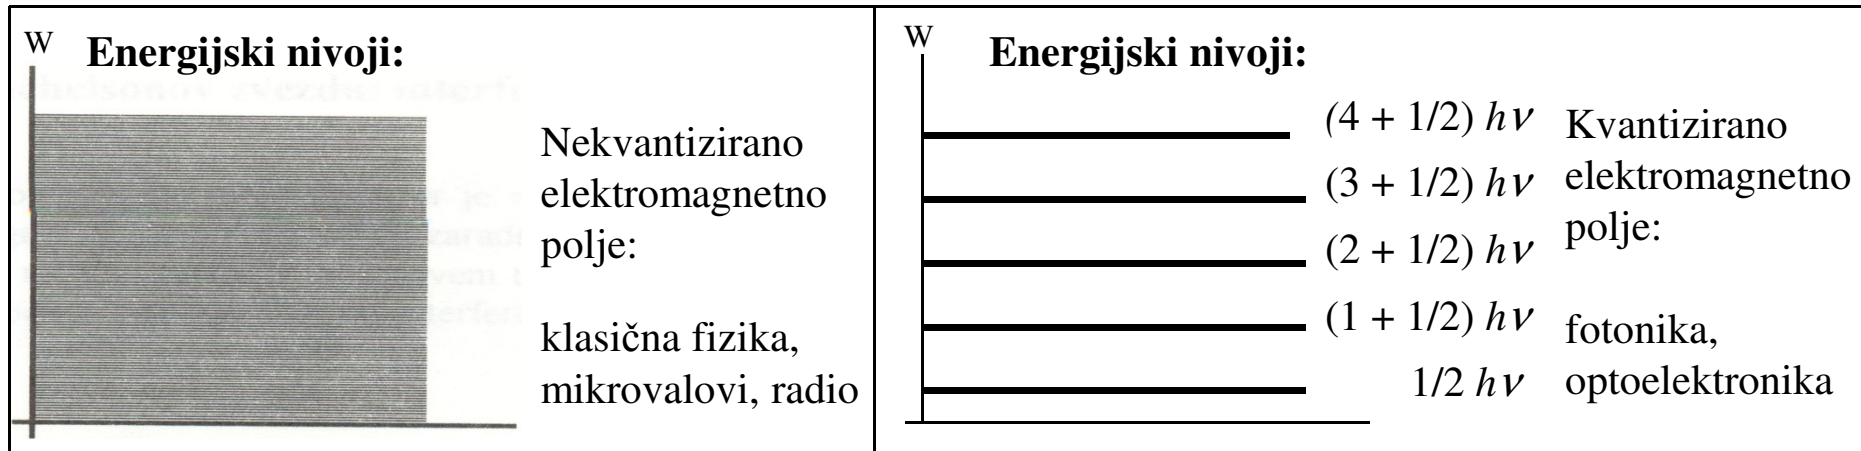 W
Energijski nivoji:
Nekvantizirano
elektromagnetno
polje:
klasična fizika,
mikrovalovi, radio
W
Energijski nivoji:
(4 + 1/2) hν
(3 + 1/2) hν
(2 + 1/2) hν
(1 + 1/2) hν
1/2 hν
Kvantizirano
elektromagnetno
polje:
fotonika,
optoelektronika